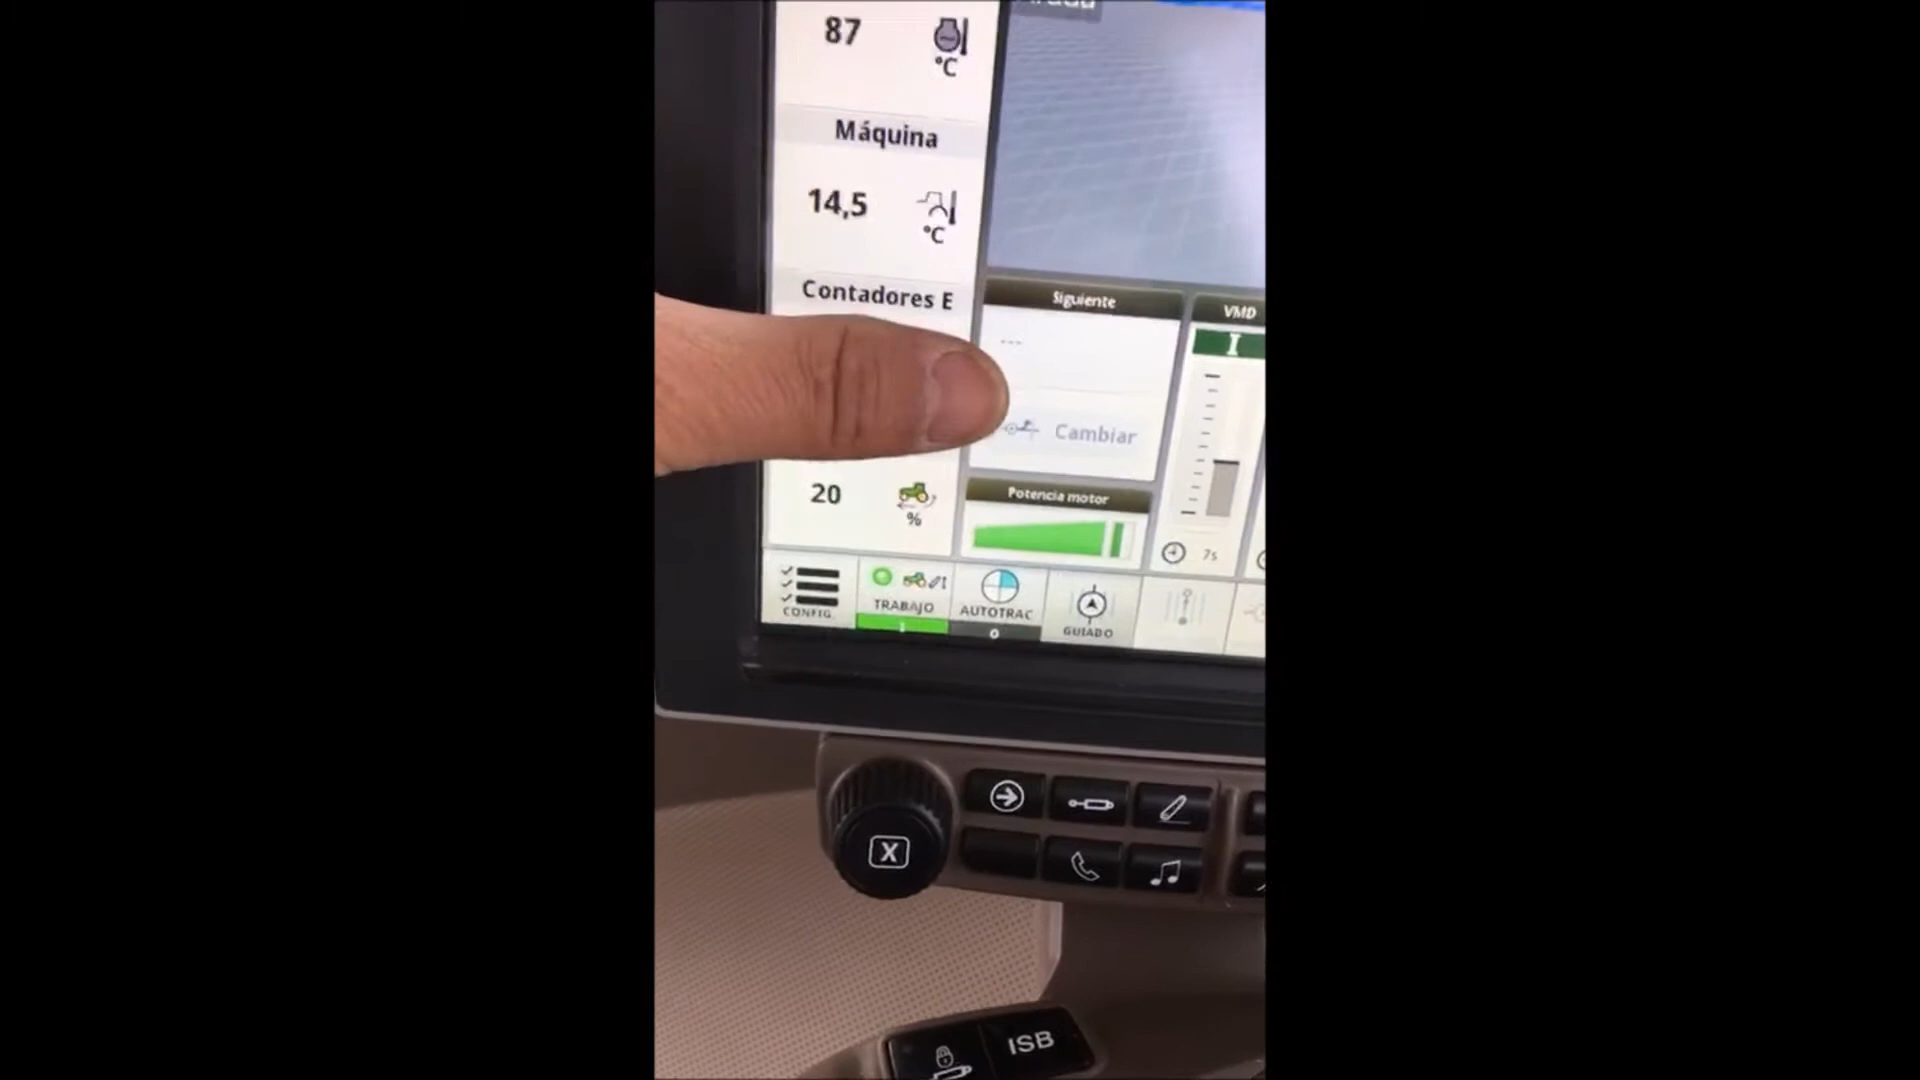 87
°C
Máquina
14,5
°C
Contadores E
Siguiente
---
Cambiar
VMD
I
20
%
Potencia motor
7s
CONFIG.
TRABAJO
I
AUTOTRAC
0
GUIADO
X
ISB